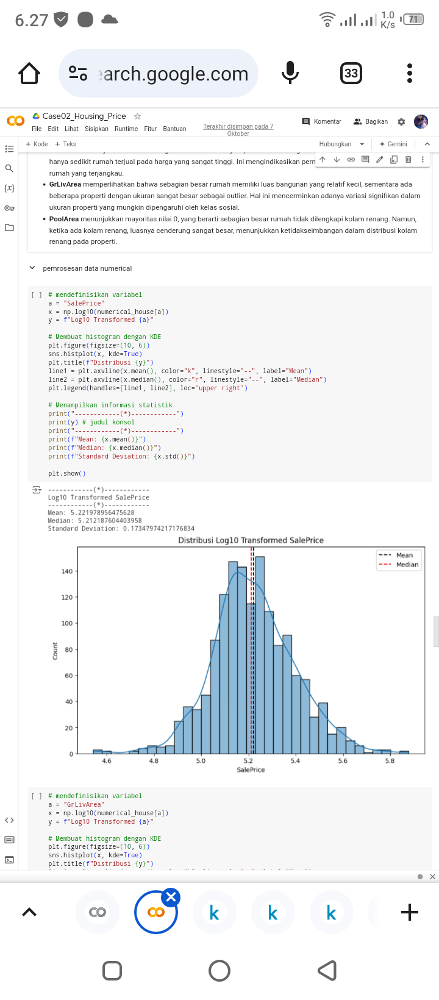 6.27
1.0
K/s
71
arch.google.com
33
Case02_Housing_Price
File Edit Lihat Sisipkan Runtime Fitur Bantuan
Terakhir disimpan pada 7
Oktober
Komentar
Bagikan
+ Kode + Teks
Hubungkan
Gemini
hanya sedikit rumah terjual pada harga yang sangat tinggi. Ini mengindikasikan
rumah yang terjangkau.
• GrLivArea memperlihatkan bahwa sebagian besar rumah memiliki luas bangunan yang relatif kecil, sementara ada
beberapa properti dengan ukuran sangat besar sebagai outlier. Hal ini mencerminkan adanya variasi signifikan dalam
ukuran properti yang mungkin dipengaruhi oleh kelas sosial.
• PoolArea menunjukkan mayoritas nilai 0, yang berarti sebagian besar rumah tidak dilengkapi kolam renang. Namun,
ketika ada kolam renang, luasnya cenderung sangat besar, menunjukkan ketidakseimbangan dalam distribusi kolam
renang pada properti.
pemrosesan data numerical
[ ] # mendefinisikan variabel
a = "SalePrice"
x = np.log10(numerical_house[a])
y = f"Log10 Transformed {a}"
# Membuat histogram dengan KDE
plt.figure(figsize=(10, 6))
sns.histplot(x, kde=True)
plt.title(f"Distribusi {y}")
line1 = plt.axvline(x.mean(), color="k", linestyle="--", label="Mean")
line2 = plt.axvline(x.median(), color="r", linestyle="--", label="Median")
plt.legend(handles=[line1, line2], loc='upper right')
# Menampilkan informasi statistik
print("------------(*)------------")
print(y) # judul konsol
print("------------(*)------------")
print(f"Mean: {x.mean()}")
print(f"Median: {x.median()}")
print(f"Standard Deviation: {x.std()}")
plt.show()
------------(*)------------
Log10 Transformed SalePrice
------------(*)------------
Mean: 5.221978956475628
Median: 5.212187604403958
Standard Deviation: 0.17347974217176834
Distribusi Log10 Transformed SalePrice
Mean
Median
140
120
100
80
60
40
20
0
Count
4.6 4.8 5.0 5.2 5.4 5.6 5.8
SalePrice
[ ] # mendefinisikan variabel
a = "GrLivArea"
x = np.log10(numerical_house[a])
y = f"Log10 Transformed {a}"
# Membuat histogram dengan KDE
plt.figure(figsize=(10, 6))
sns.histplot(x, kde=True)
plt.title(f"Distribusi {y}")